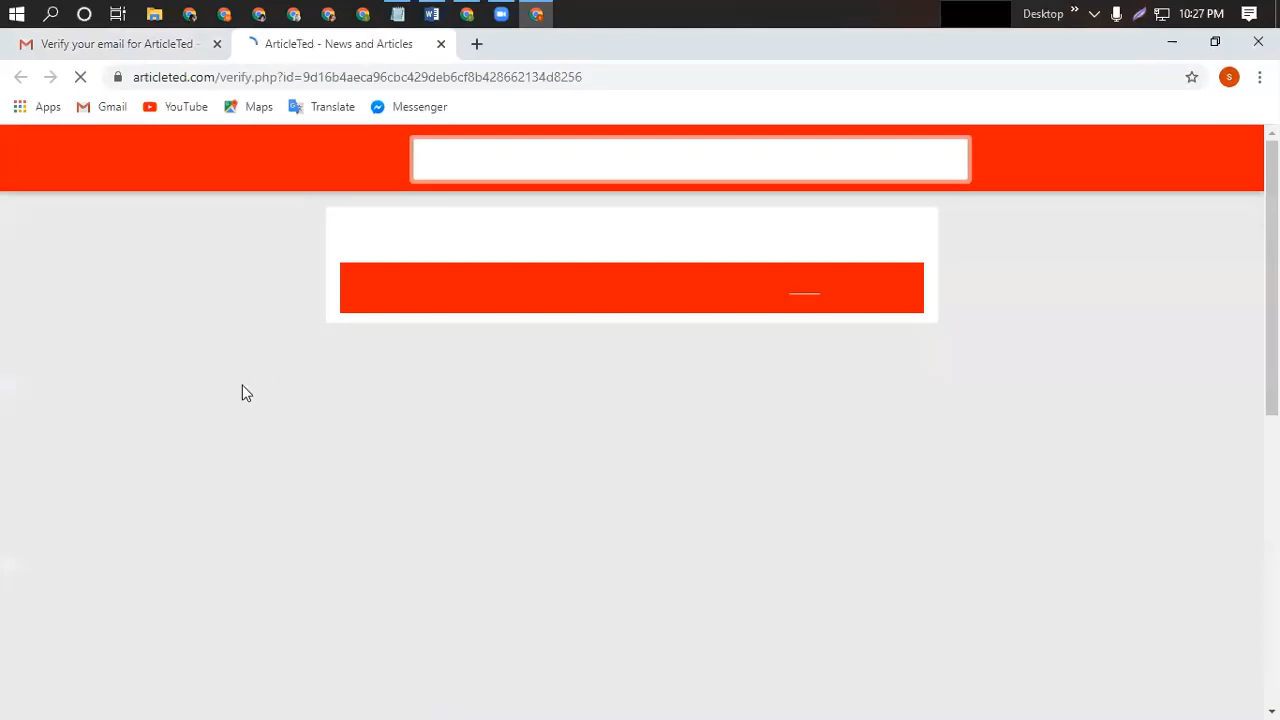 Desktop
10:27 PM
Verify your email for ArticleTed -
ArticleTed - News and Articles
articleted.com/verify.php?id=9d16b4aeca96cbc429deb6cf8b428662134d8256
S
Apps
Gmail
YouTube
Maps
Translate
Messenger